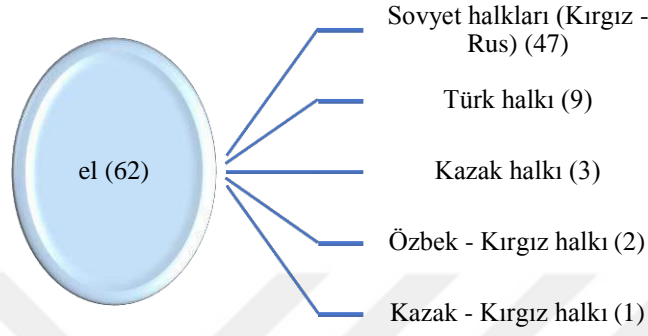 Sovyet halkları (Kırgız -
Rus) (47)
Türk halkı (9)
el (62)
Kazak halkı (3)
Özbek - Kırgız halkı (2)
Kazak - Kırgız halkı (1)